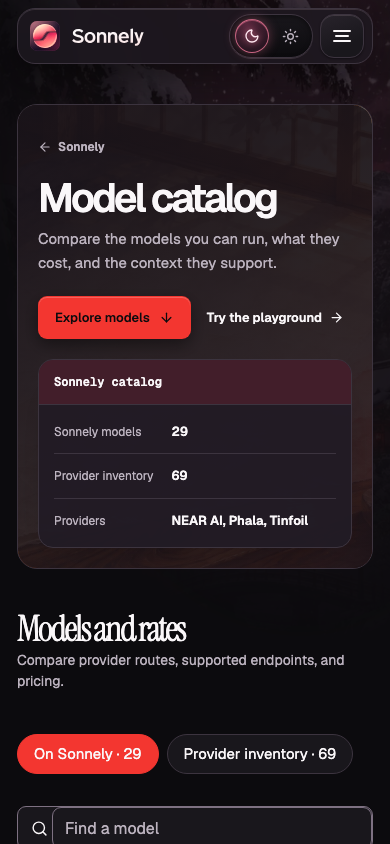 Sonnely
← Sonnely
Model catalog
Compare the models you can run, what they
cost, and the context they support.
Explore models ↓
Try the playground →
Sonnely catalog
Sonnely models 29
Provider inventory 69
Providers NEAR AI, Phala, Tinfoil
Models and rates
Compare provider routes, supported endpoints, and
pricing.
On Sonnely · 29
Provider inventory · 69
Find a model